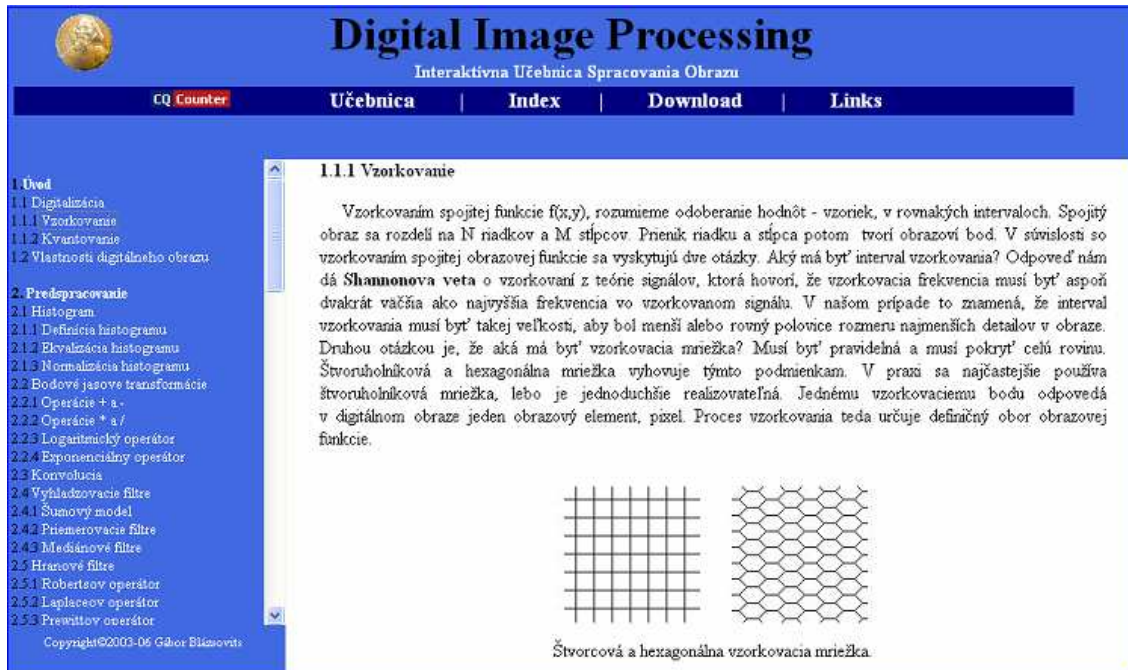 Digital Image Processing
Interaktívna Učebnica Spracovania Obrazu
CQ Counter
Učebnica | Index | Download | Links
1 Úvod
1.1 Digitalizácia
1.1.1 Vzorkovanie
1.1.2 Kvantovanie
1.2 Vlastnosti digitálneho obrazu
2. Predspracovanie
2.1 Histogram
2.1.1 Definícia histogramu
2.1.2 Ekvalizácia histogramu
2.1.3 Normalizácia histogramu
2.2 Bodové jasove transformácie
2.2.1 Operácie + a -
2.2.2 Operácie * a /
2.2.3 Logaritmický operátor
2.2.4 Exponenciálny operátor
2.3 Konvolucia
2.4 Vyhladzovacie filtre
2.4.1 Šumový model
2.4.2 Priemerovacie filtre
2.4.3 Mediánové filtre
2.5 Hranové filtre
2.5.1 Robertsov operátor
2.5.2 Laplaceov operátor
2.5.3 Prewittov operátor
Copyright©2003-06 Gábor Blázsovits
1.1.1 Vzorkovanie
Vzorkovaním spojitej funkcie f(x,y), rozumieme odoberanie hodnôt - vzoriek, v rovnakých intervaloch. Spojitý
obraz sa rozdelí na N riadkov a M stĺpcov. Prienik riadku a stĺpca potom tvorí obrazoví bod. V súvislosti so
vzorkovaním spojitej obrazovej funkcie sa vyskytujú dve otázky. Aký má byť interval vzorkovania? Odpoveď nám
dá Shannonova veta o vzorkovaní z teórie signálov, ktorá hovorí, že vzorkovacia frekvencia musí byť aspoň
dvakrát väčšia ako najvyššia frekvencia vo vzorkovanom signálu. V našom prípade to znamená, že interval
vzorkovania musí byť takej veľkosti, aby bol menší alebo rovný polovice rozmeru najmenších detailov v obraze.
Druhou otázkou je, že aká má byť vzorkovacia mriežka? Musí byť pravidelná a musí pokryť celú rovinu.
Štvoruholníková a hexagonálna mriežka vyhovuje týmto podmienkam. V praxi sa najčastejšie používa
štvoruholníková mriežka, lebo je jednoduchšie realizovateľná. Jednému vzorkovaciemu bodu odpovedá
v digitálnom obraze jeden obrazový element, pixel. Proces vzorkovania teda určuje definičný obor obrazovej
funkcie.
Štvorcová a hexagonálna vzorkovacia mriežka.